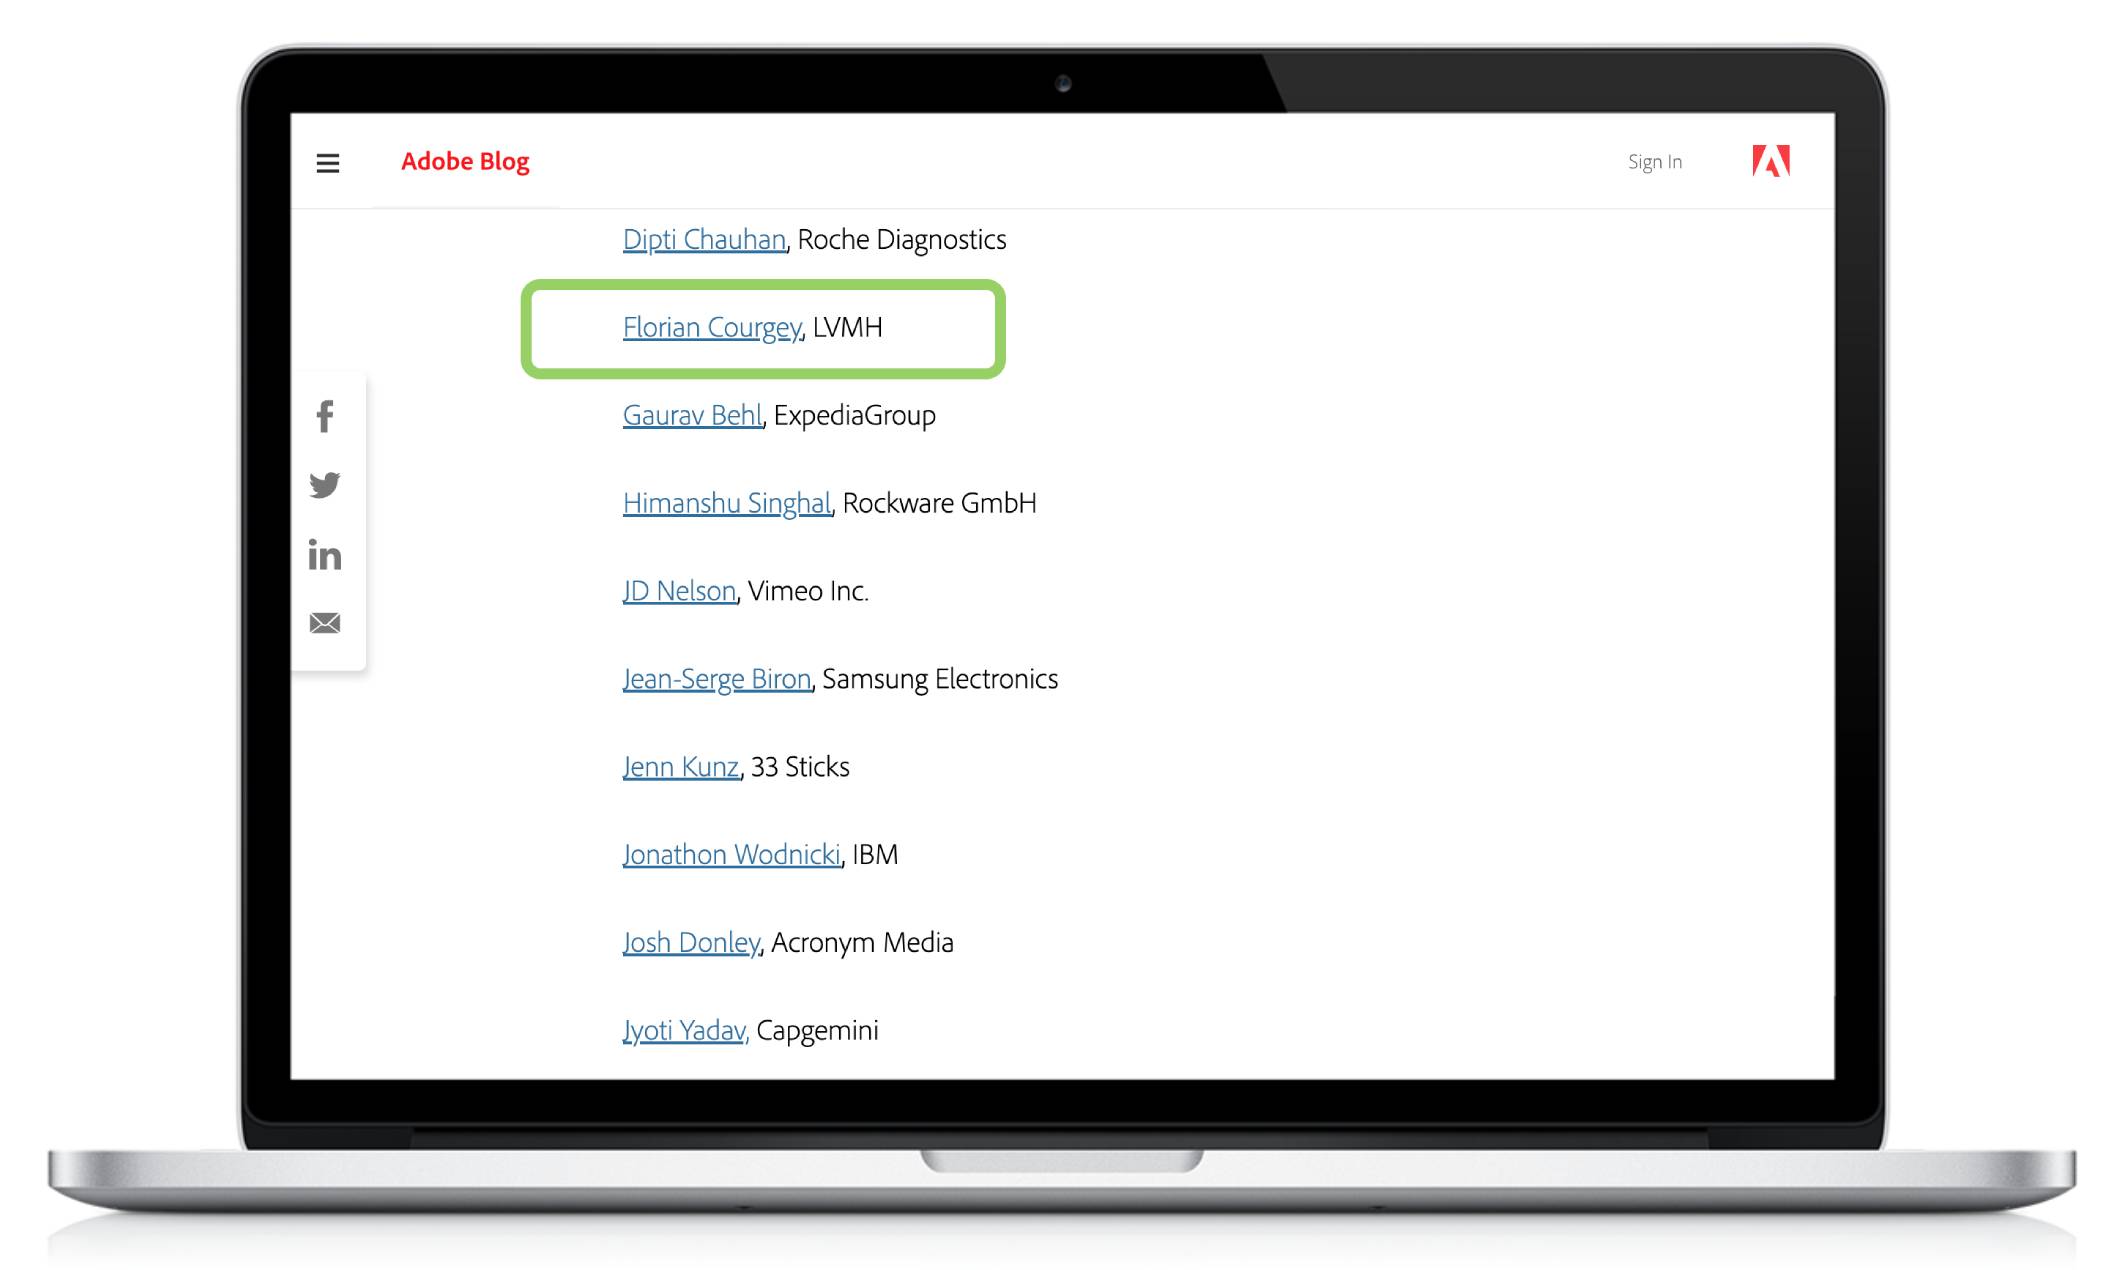 Adobe Blog
Sign In
Dipti Chauhan, Roche Diagnostics
Florian Courgey, LVMH
Gaurav Behl, ExpediaGroup
Himanshu Singhal, Rockware GmbH
JD Nelson, Vimeo Inc.
Jean-Serge Biron, Samsung Electronics
Jenn Kunz, 33 Sticks
Jonathon Wodnicki, IBM
Josh Donley, Acronym Media
Jyoti Yadav, Capgemini